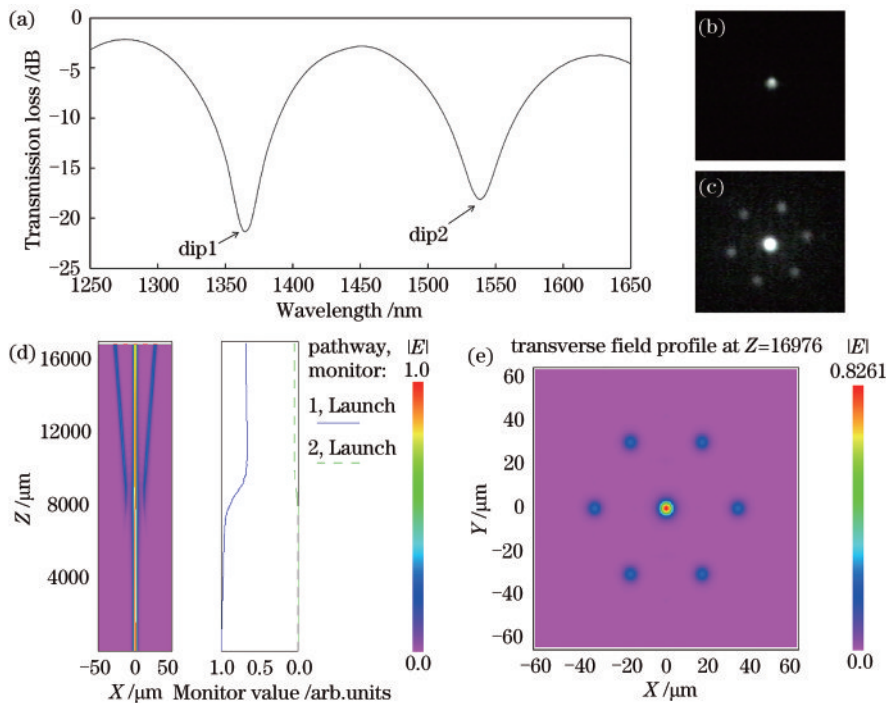 (a)
0
−5
−10
−15
−20
−25
Transmission loss /dB
dip1
dip2
1250 1300 1350 1400 1450 1500 1550 1600 1650
Wavelength /nm
(b)
(c)
(d)
16000
12000
8000
4000
Z /μm
−50 0 50
X /μm
1.0 0.5 0.0
Monitor value /arb.units
pathway,
monitor:
1, Launch
2, Launch
|E|
1.0
0.0
(e)
transverse field profile at Z=16976
|E|
0.8261
0.0
60
40
20
0
−20
−40
−60
Y /μm
−60 −40 −20 0 20 40 60
X /μm